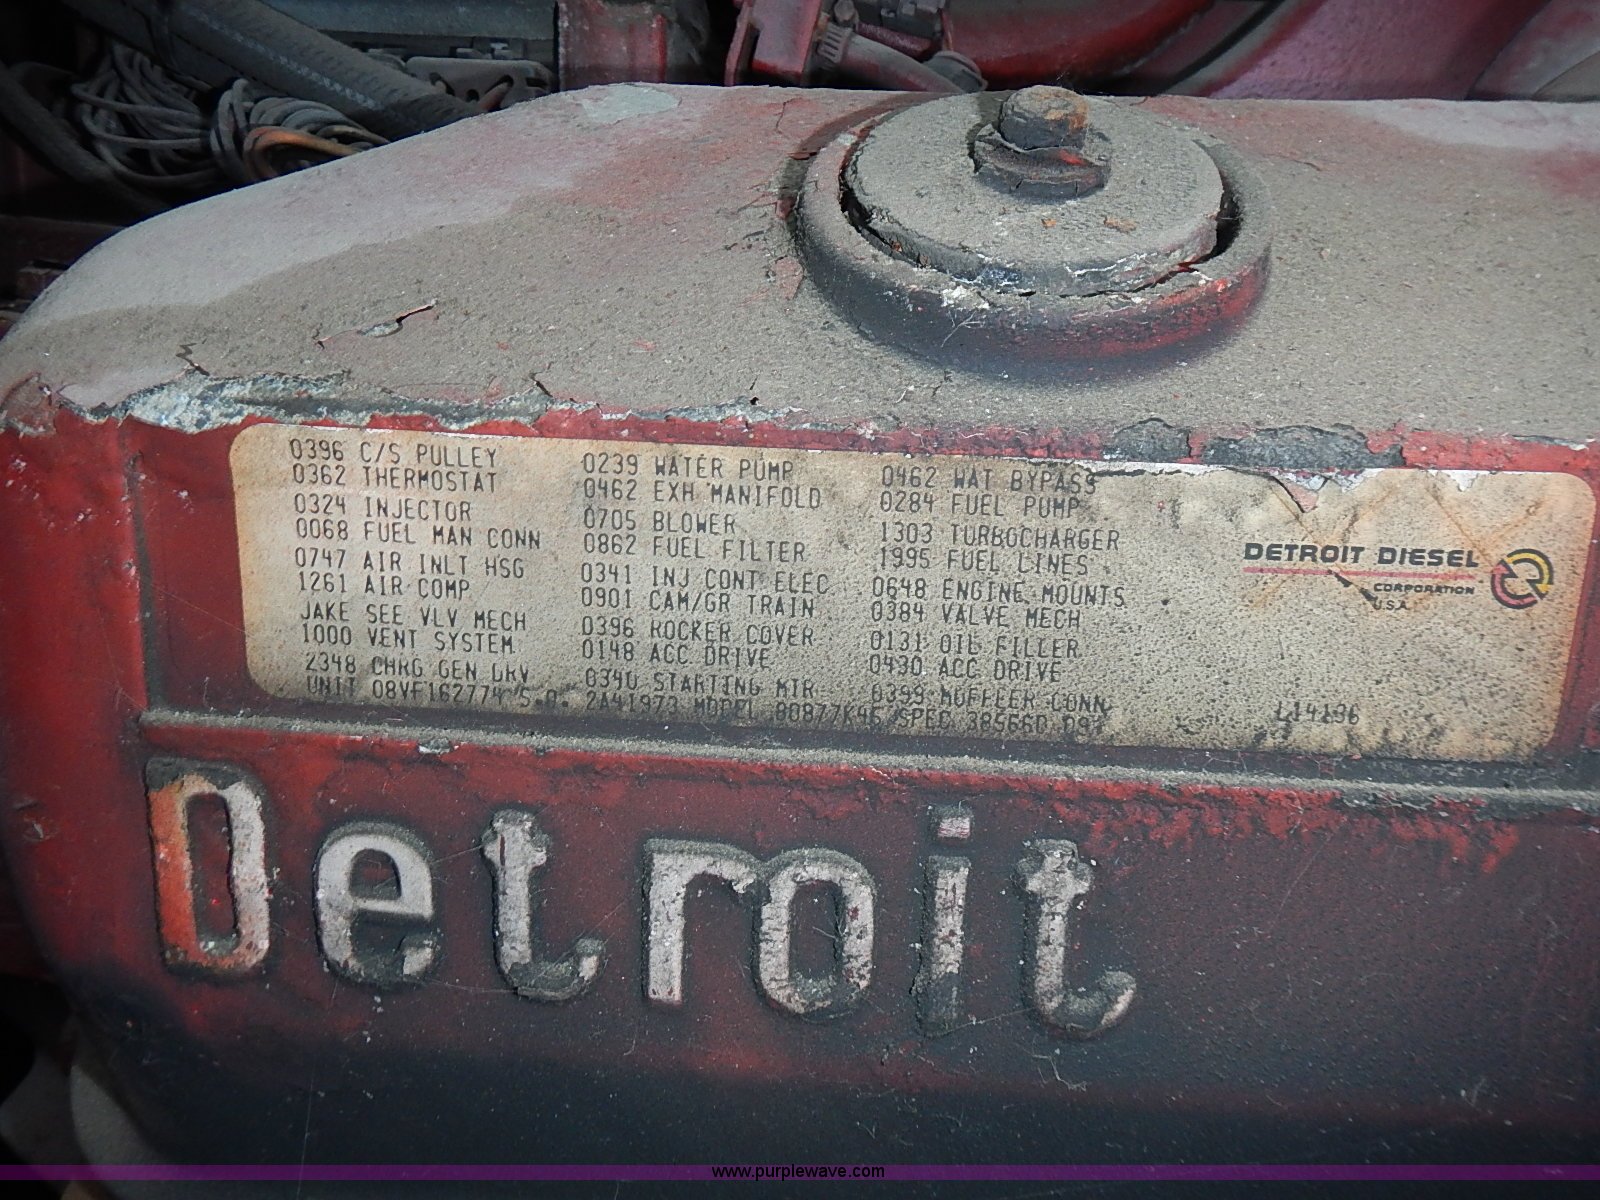 0396 C/S PULLEY
0362 THERMOSTAT
0324 INJECTOR
0068 FUEL MAN CONN
0747 AIR INLT HSG
1261 AIR COMP
JAKE SEE VLV MECH
1000 VENT SYSTEM
2348 CHRG GEN DRV
0239 WATER PUMP
0462 EXH MANIFOLD
0705 BLOWER
0862 FUEL FILTER
0341 INJ CONT ELEC
0901 CAM/GR TRAIN
0396 ROCKER COVER
0148 ACC DRIVE
0340 STARTING MTR
0462 WAT BYPASS
0284 FUEL PUMP
1303 TURBOCHARGER
1995 FUEL LINES
0648 ENGINE MOUNTS
0384 VALVE MECH
0131 OIL FILLER
0430 ACC DRIVE
0399 MUFFLER CONN
UNIT 08VF162774 S.O. 2A41973 MODEL 80877K46 SPEC
DETROIT DIESEL
CORPORATION
U.S.A.
Detroit
www.purplewave.com